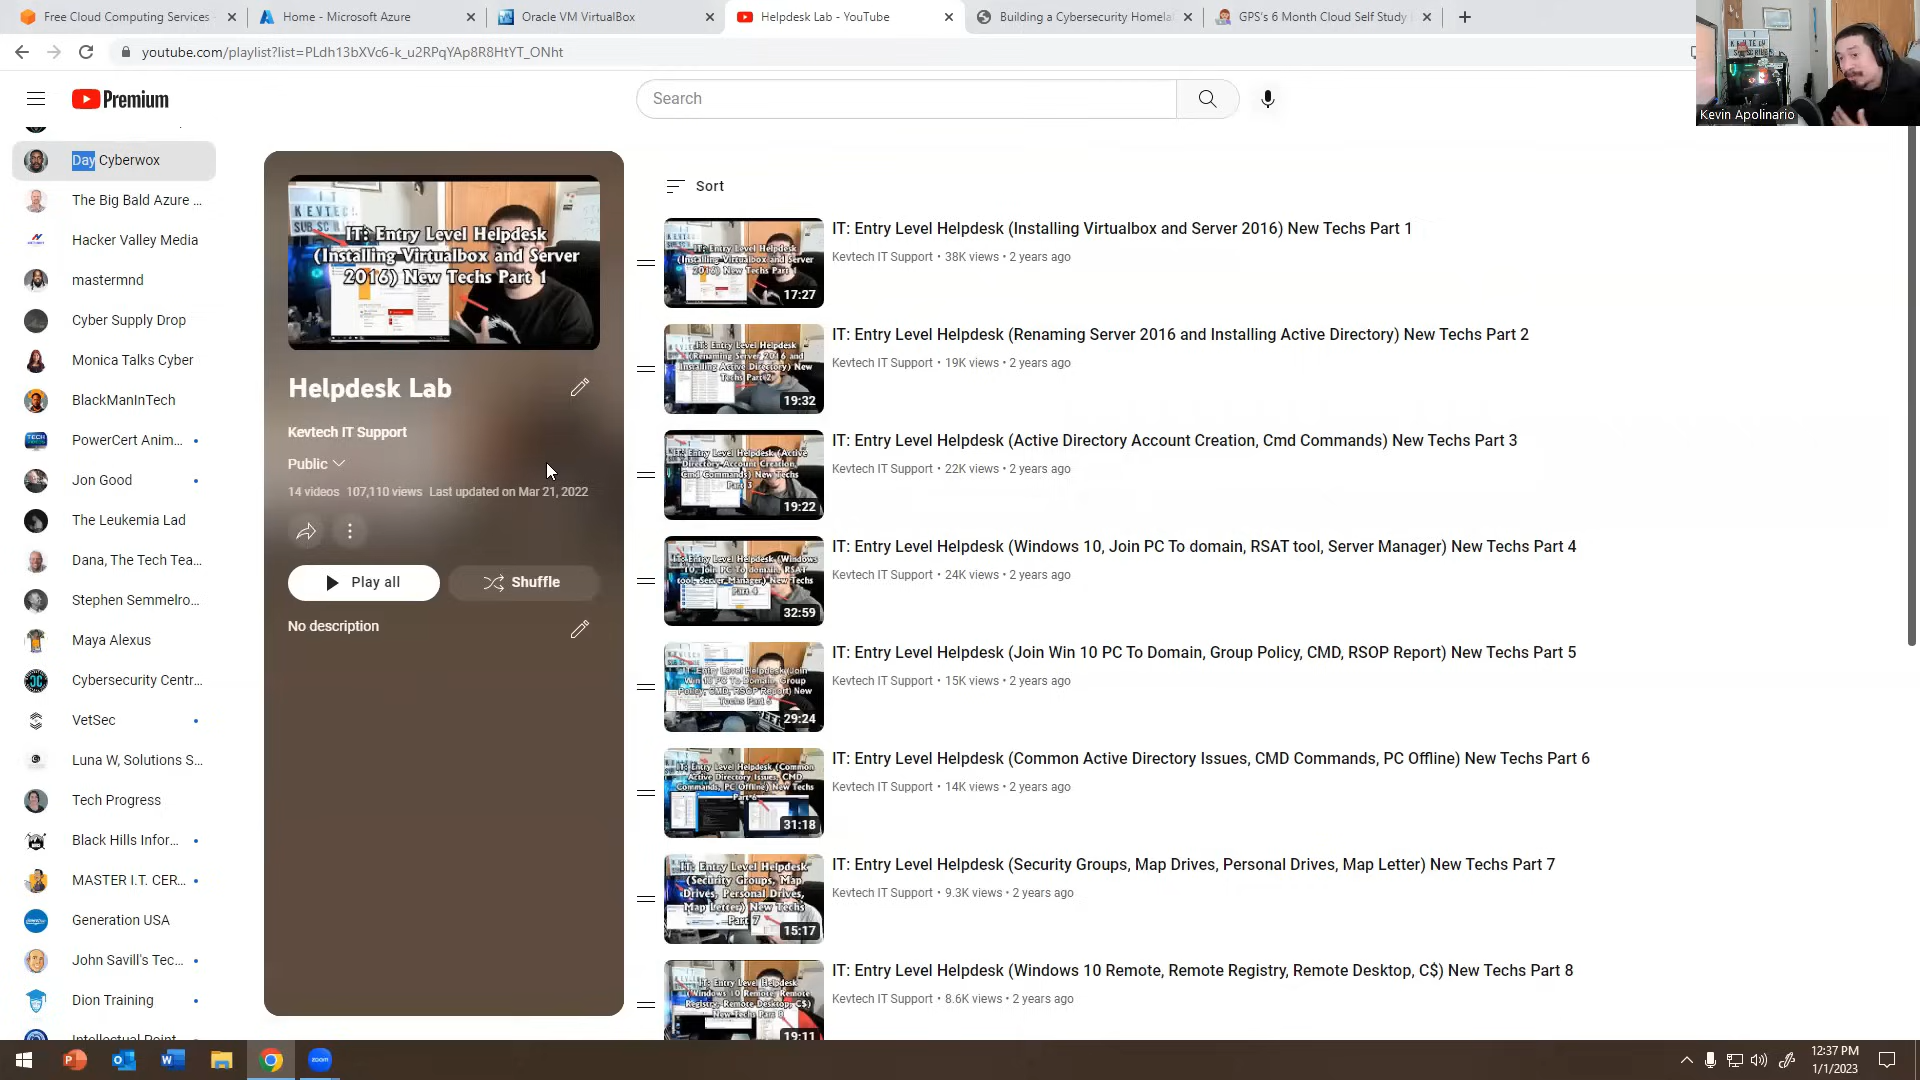 Free Cloud Computing Services
Home - Microsoft Azure
Oracle VM VirtualBox
Helpdesk Lab - YouTube
Building a Cybersecurity Homela
GPS's 6 Month Cloud Self Study
youtube.com/playlist?list=PLdh13bXVc6-k_u2RPqYAp8R8HtYT_ONht
Kevin Apolinario
Premium
Search
Day Cyberwox
The Big Bald Azure ...
Hacker Valley Media
mastermnd
Cyber Supply Drop
Monica Talks Cyber
BlackManInTech
PowerCert Anim...
Jon Good
The Leukemia Lad
Dana, The Tech Tea...
Stephen Semmelro...
Maya Alexus
Cybersecurity Centr...
VetSec
Luna W, Solutions S...
Tech Progress
Black Hills Infor...
MASTER I.T. CER...
Generation USA
John Savill's Tec...
Dion Training
Intellectual Point
IT: Entry Level Helpdesk
(Installing Virtualbox and Server
2016) New Techs Part 1
Helpdesk Lab
Kevtech IT Support
Public
14 videos 107,110 views Last updated on Mar 21, 2022
Play all
Shuffle
No description
Sort
17:27
IT: Entry Level Helpdesk (Installing Virtualbox and Server 2016) New Techs Part 1
Kevtech IT Support • 38K views • 2 years ago
19:32
IT: Entry Level Helpdesk (Renaming Server 2016 and Installing Active Directory) New Techs Part 2
Kevtech IT Support • 19K views • 2 years ago
19:22
IT: Entry Level Helpdesk (Active Directory Account Creation, Cmd Commands) New Techs Part 3
Kevtech IT Support • 22K views • 2 years ago
32:59
IT: Entry Level Helpdesk (Windows 10, Join PC To domain, RSAT tool, Server Manager) New Techs Part 4
Kevtech IT Support • 24K views • 2 years ago
29:24
IT: Entry Level Helpdesk (Join Win 10 PC To Domain, Group Policy, CMD, RSOP Report) New Techs Part 5
Kevtech IT Support • 15K views • 2 years ago
31:18
IT: Entry Level Helpdesk (Common Active Directory Issues, CMD Commands, PC Offline) New Techs Part 6
Kevtech IT Support • 14K views • 2 years ago
15:17
IT: Entry Level Helpdesk (Security Groups, Map Drives, Personal Drives, Map Letter) New Techs Part 7
Kevtech IT Support • 9.3K views • 2 years ago
19:11
IT: Entry Level Helpdesk (Windows 10 Remote, Remote Registry, Remote Desktop, C$) New Techs Part 8
Kevtech IT Support • 8.6K views • 2 years ago
zoom
12:37 PM
1/1/2023